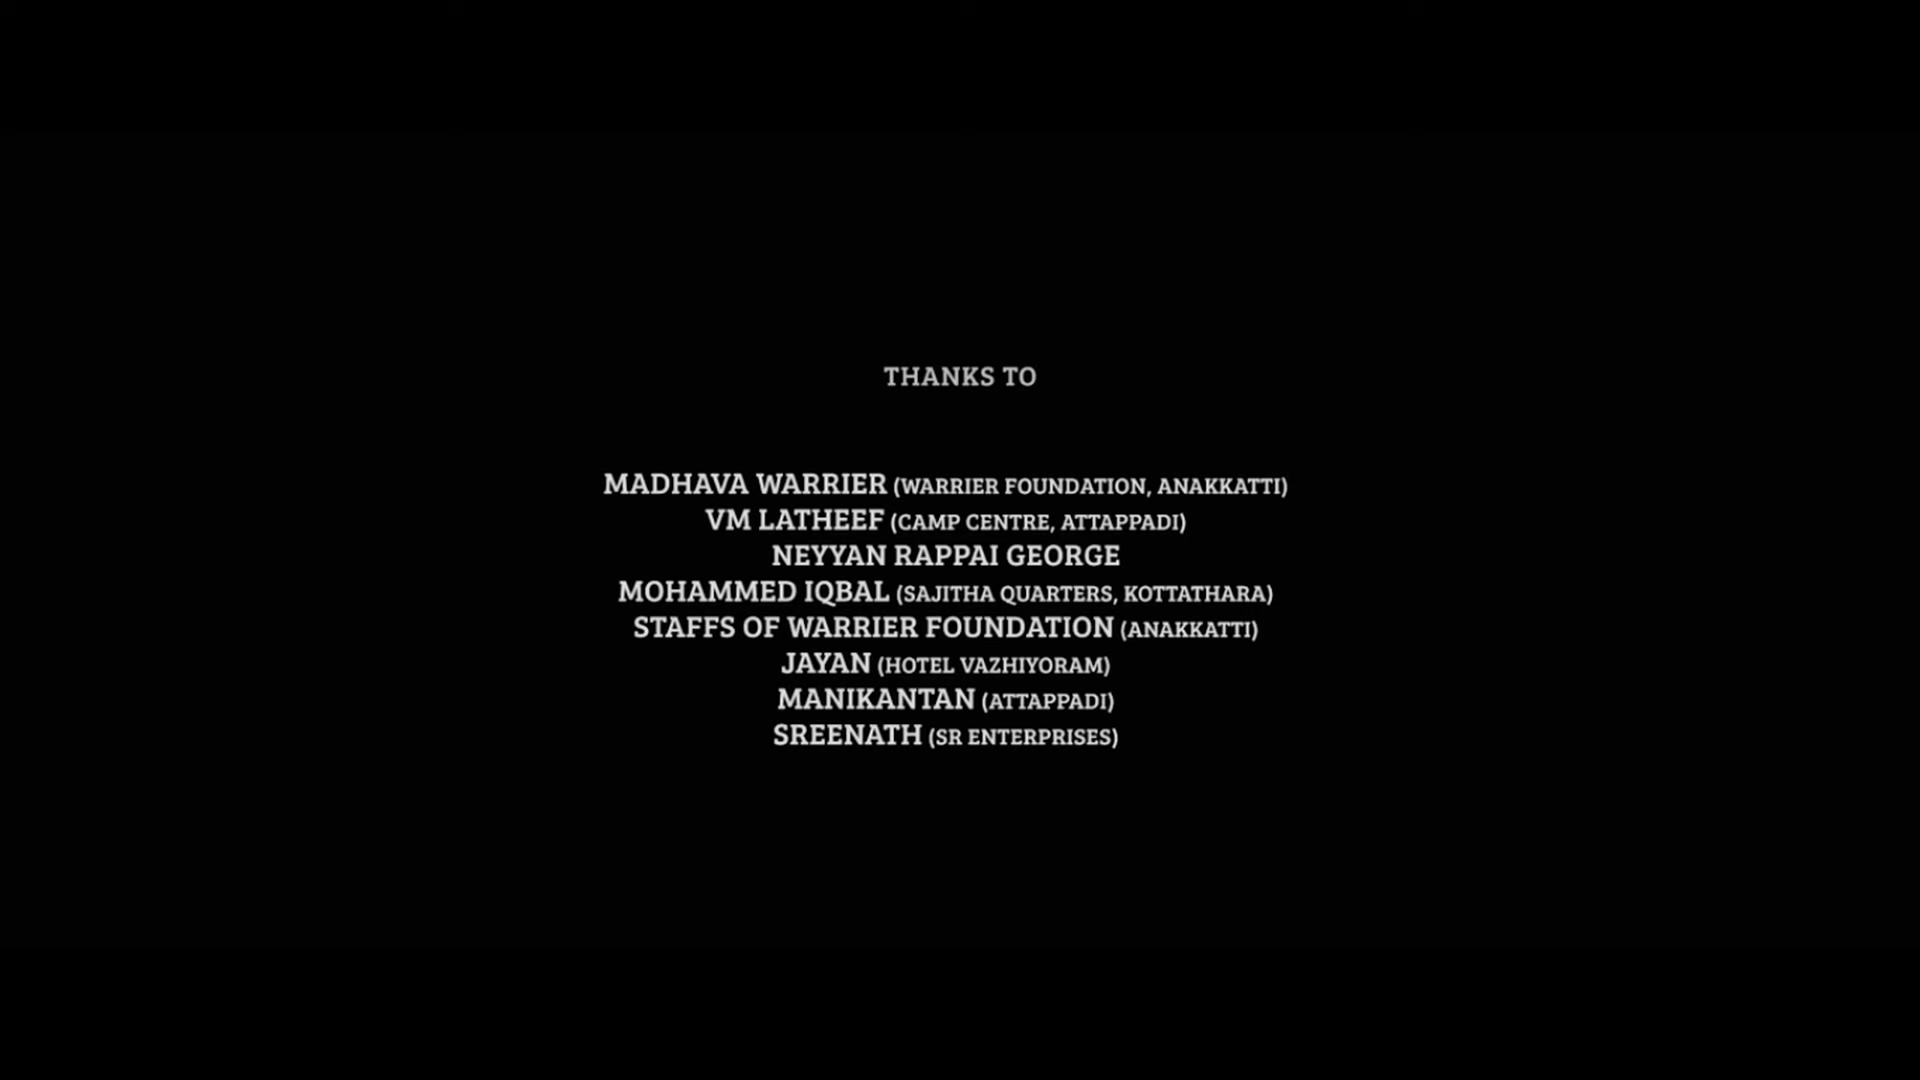 THANKS TO
MADHAVA WARRIER (WARRIER FOUNDATION, ANAKKATTI)
VM LATHEEF (CAMP CENTRE, ATTAPPADI)
NEYYAN RAPPAI GEORGE
MOHAMMED IQBAL (SAJITHA QUARTERS, KOTTATHARA)
STAFFS OF WARRIER FOUNDATION (ANAKKATTI)
JAYAN (HOTEL VAZHIYORAM)
MANIKANTAN (ATTAPPADI)
SREENATH (SR ENTERPRISES)